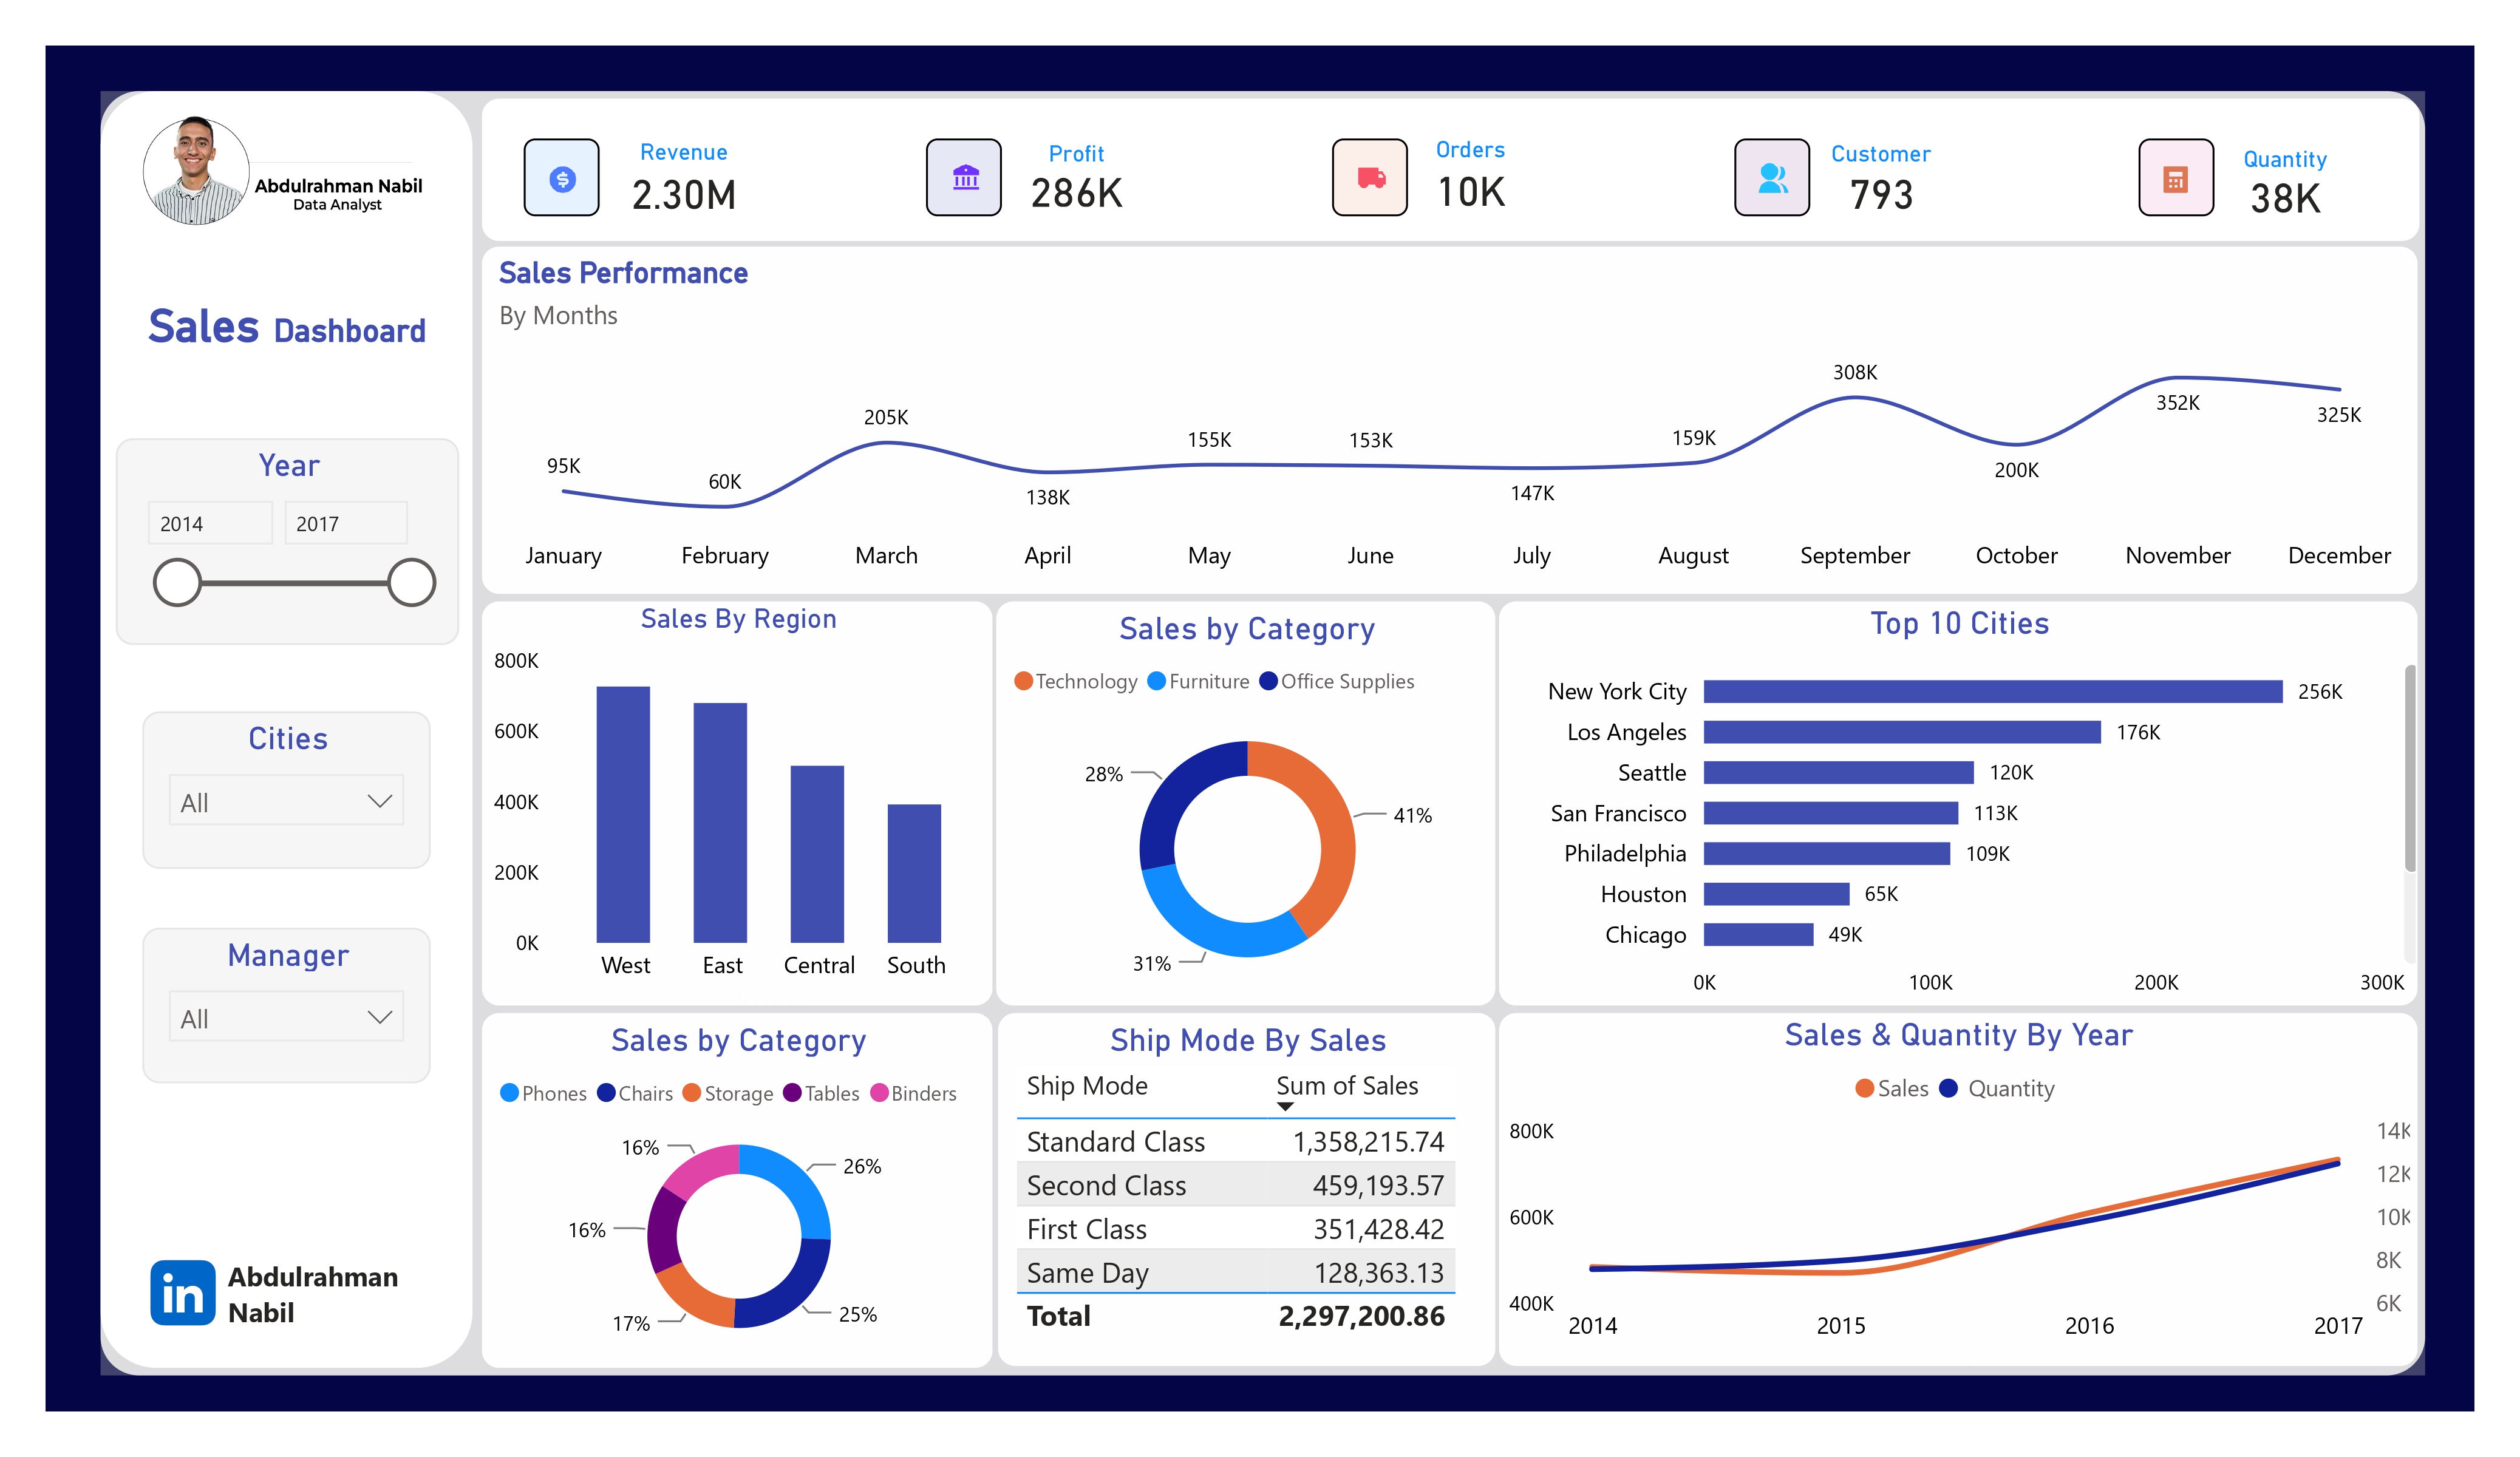 Abdulrahman Nabil
Data Analyst
Sales Dashboard
Year
2014 2017
Cities
All
Manager
All
Abdulrahman
Nabil
Revenue
2.30M
Profit
286K
Orders
10K
Customer
793
Quantity
38K
Sales Performance
By Months
95K 60K 205K 138K 155K 153K 147K 159K 308K 200K 352K 325K
January February March April May June July August September October November December
Sales By Region
800K
600K
400K
200K
0K
West East Central South
Sales by Category
Technology Furniture Office Supplies
28%
41%
31%
Top 10 Cities
New York City 256K
Los Angeles 176K
Seattle 120K
San Francisco 113K
Philadelphia 109K
Houston 65K
Chicago 49K
0K 100K 200K 300K
Sales by Category
Phones Chairs Storage Tables Binders
16%
26%
16%
25%
17%
Ship Mode By Sales
Ship Mode Sum of Sales
Standard Class 1,358,215.74
Second Class 459,193.57
First Class 351,428.42
Same Day 128,363.13
Total 2,297,200.86
Sales & Quantity By Year
Sales Quantity
800K 14K
12K
600K 10K
8K
400K 6K
2014 2015 2016 2017